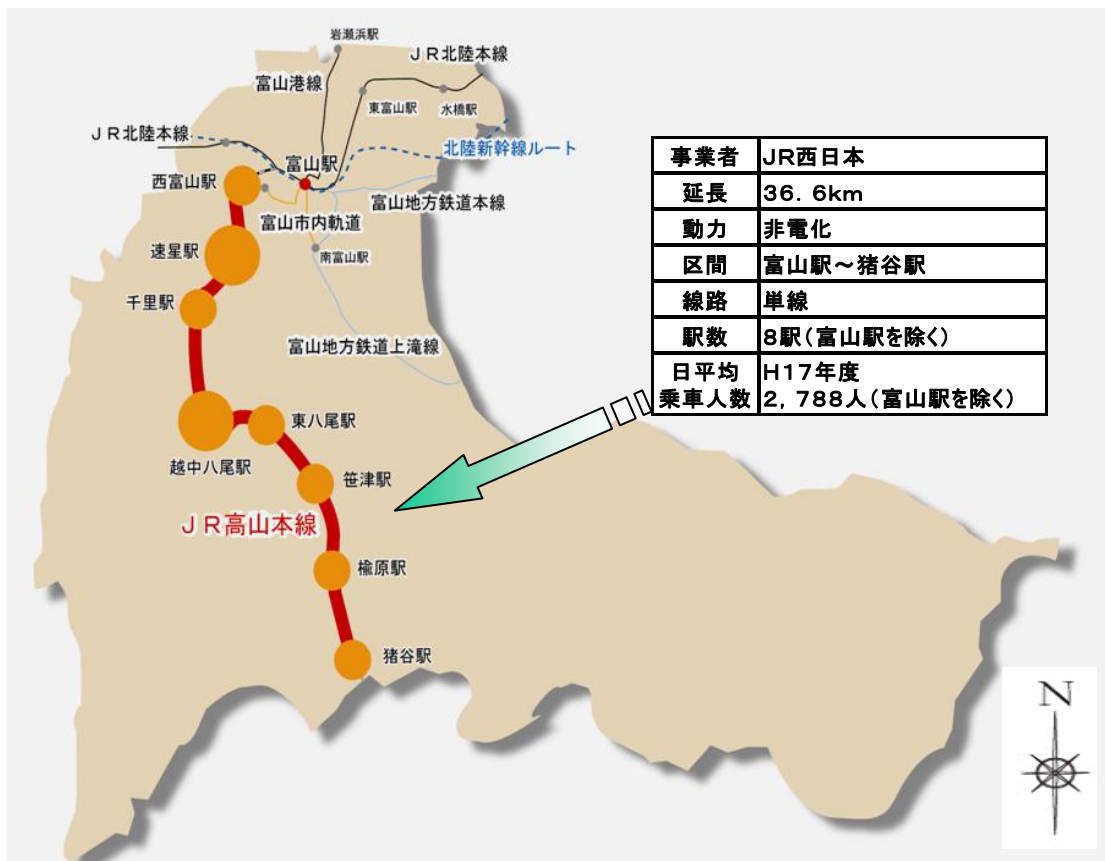 岩瀬浜駅
JR北陸本線
富山港線
東富山駅
水橋駅
JR北陸本線
北陸新幹線ルート
富山駅
西富山駅
富山地方鉄道本線
富山市内軌道
速星駅
南富山駅
千里駅
富山地方鉄道上滝線
東八尾駅
越中八尾駅
笹津駅
JR高山本線
楡原駅
猪谷駅
事業者 JR西日本
延長 36.6km
動力 非電化
区間 富山駅~猪谷駅
線路 単線
駅数 8駅(富山駅を除く)
日平均 H17年度
乗車人数 2,788人(富山駅を除く)
N